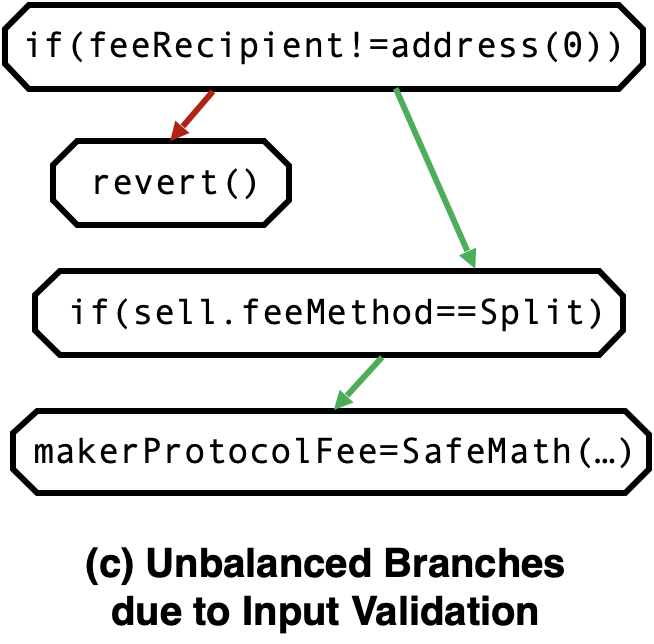 if(feeRecipient!=address(0))
revert()
if(sell.feeMethod==Split)
makerProtocolFee=SafeMath(…)
(c) Unbalanced Branches
due to Input Validation